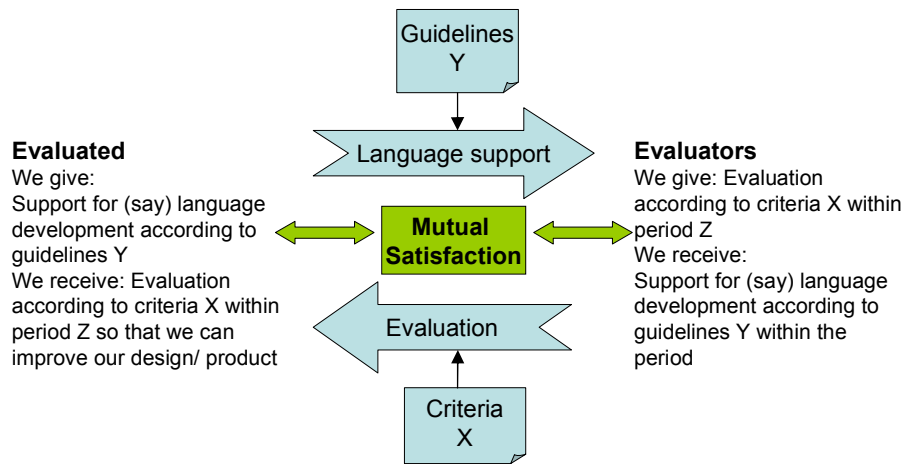 Guidelines
Y
Language support
Evaluated
We give:
Support for (say) language
development according to
guidelines Y
We receive: Evaluation
according to criteria X within
period Z so that we can
improve our design/ product
Mutual
Satisfaction
Evaluators
We give: Evaluation
according to criteria X within
period Z
We receive:
Support for (say) language
development according to
guidelines Y within the
period
Evaluation
Criteria
X